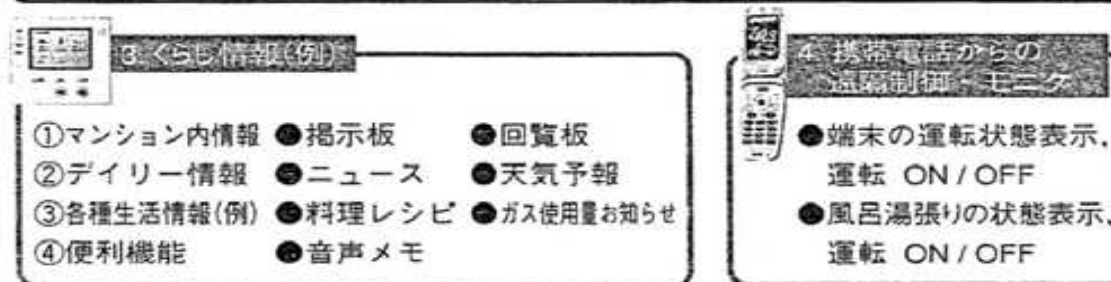 3. くらし情報(例)
①マンション内情報 ●掲示板 ●回覧板
②デイリー情報 ●ニュース ●天気予報
③各種生活情報(例) ●料理レシピ ●ガス使用量お知らせ
④便利機能 ●音声メモ
4. 携帯電話からの
遠隔制御・モニタ
●端末の運転状態表示,
運転 ON / OFF
●風呂湯張りの状態表示,
運転 ON / OFF